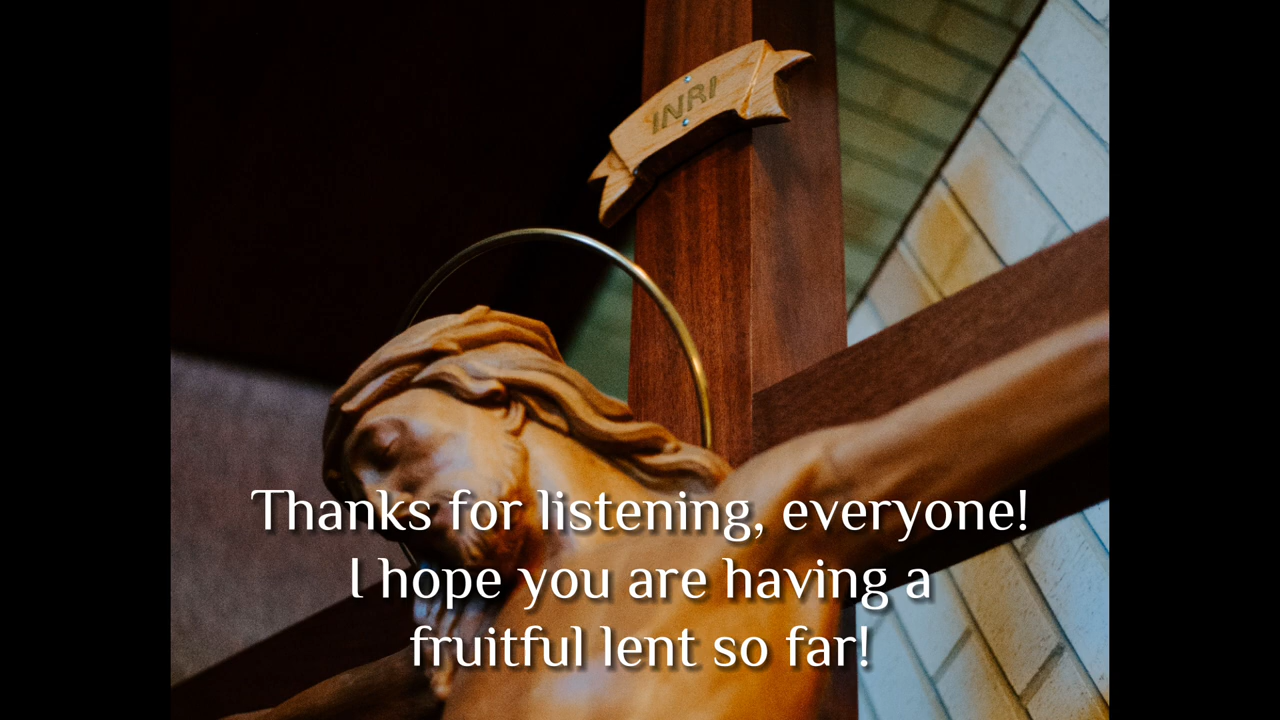 INRI
Thanks for listening, everyone!
I hope you are having a
fruitful lent so far!